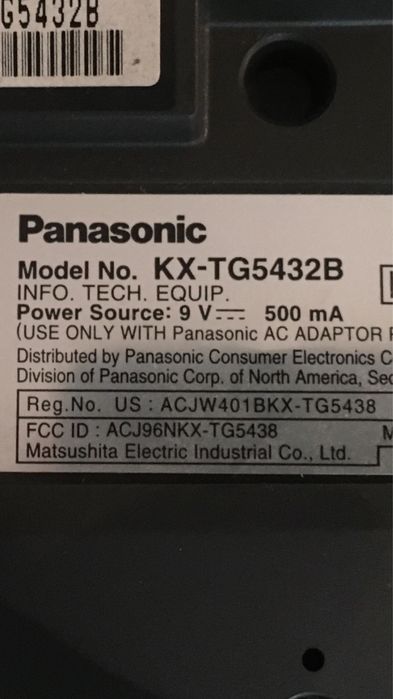 G5432B
Panasonic
Model No. KX-TG5432B
INFO. TECH. EQUIP.
Power Source: 9 V⎓ 500 mA
(USE ONLY WITH Panasonic AC ADAPTOR
Distributed by Panasonic Consumer Electronics
Division of Panasonic Corp. of North America,
Reg.No. US : ACJW401BKX-TG5438
FCC ID : ACJ96NKX-TG5438
Matsushita Electric Industrial Co., Ltd.